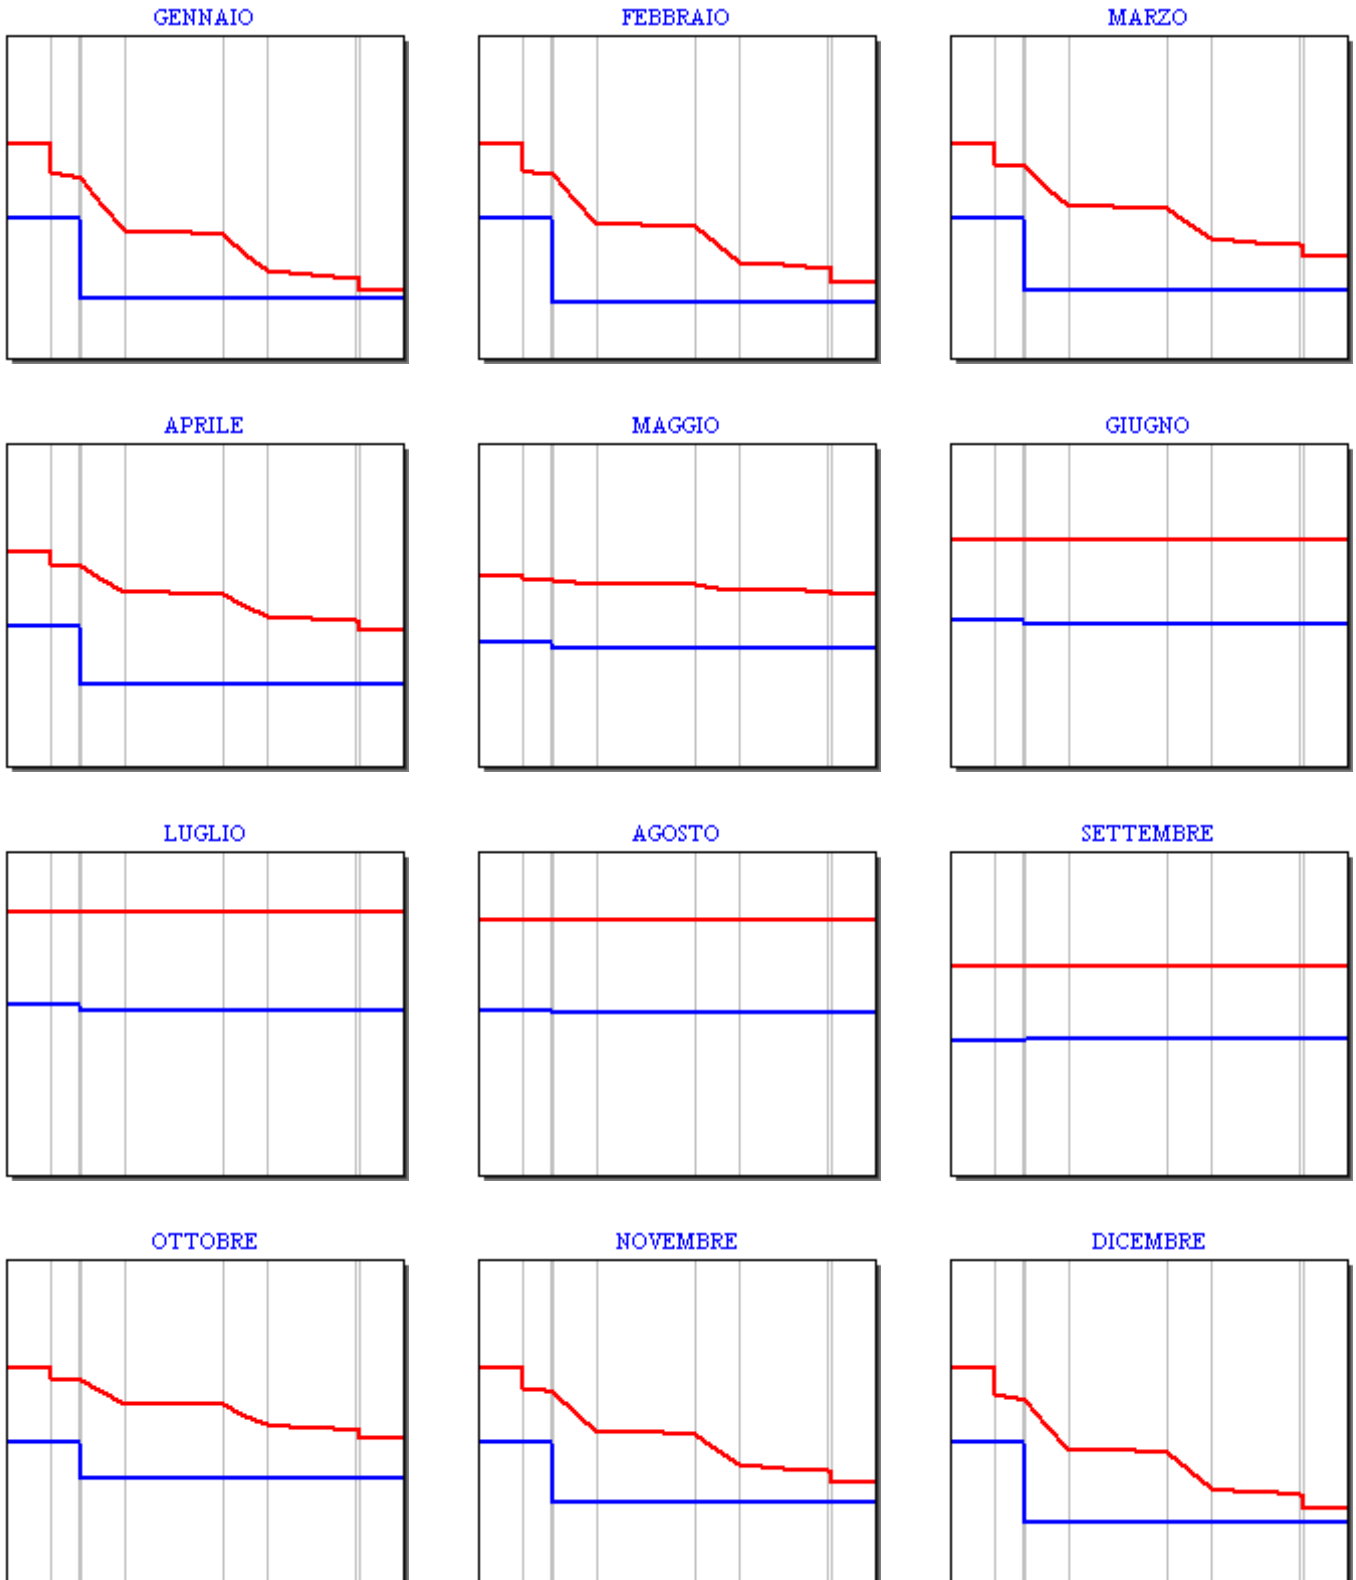 GENNAIO
FEBBRAIO
MARZO
APRILE
MAGGIO
GIUGNO
LUGLIO
AGOSTO
SETTEMBRE
OTTOBRE
NOVEMBRE
DICEMBRE